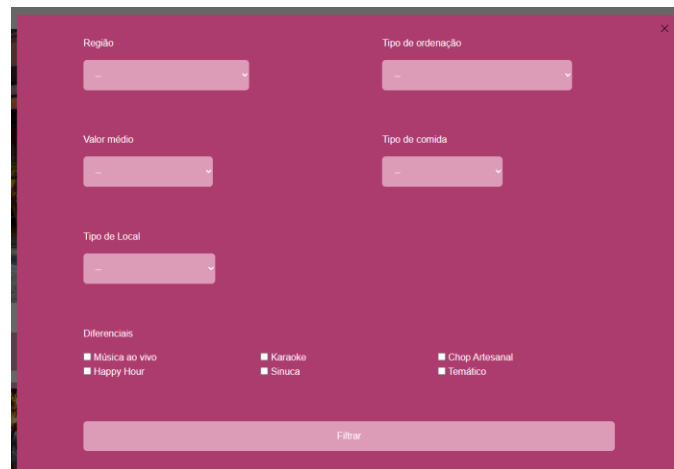 ×
Região
Tipo de ordenação
--
--
Valor médio
Tipo de comida
--
--
Tipo de Local
--
Diferenciais
Música ao vivo
Karaoke
Chop Artesanal
Happy Hour
Sinuca
Temático
Filtrar